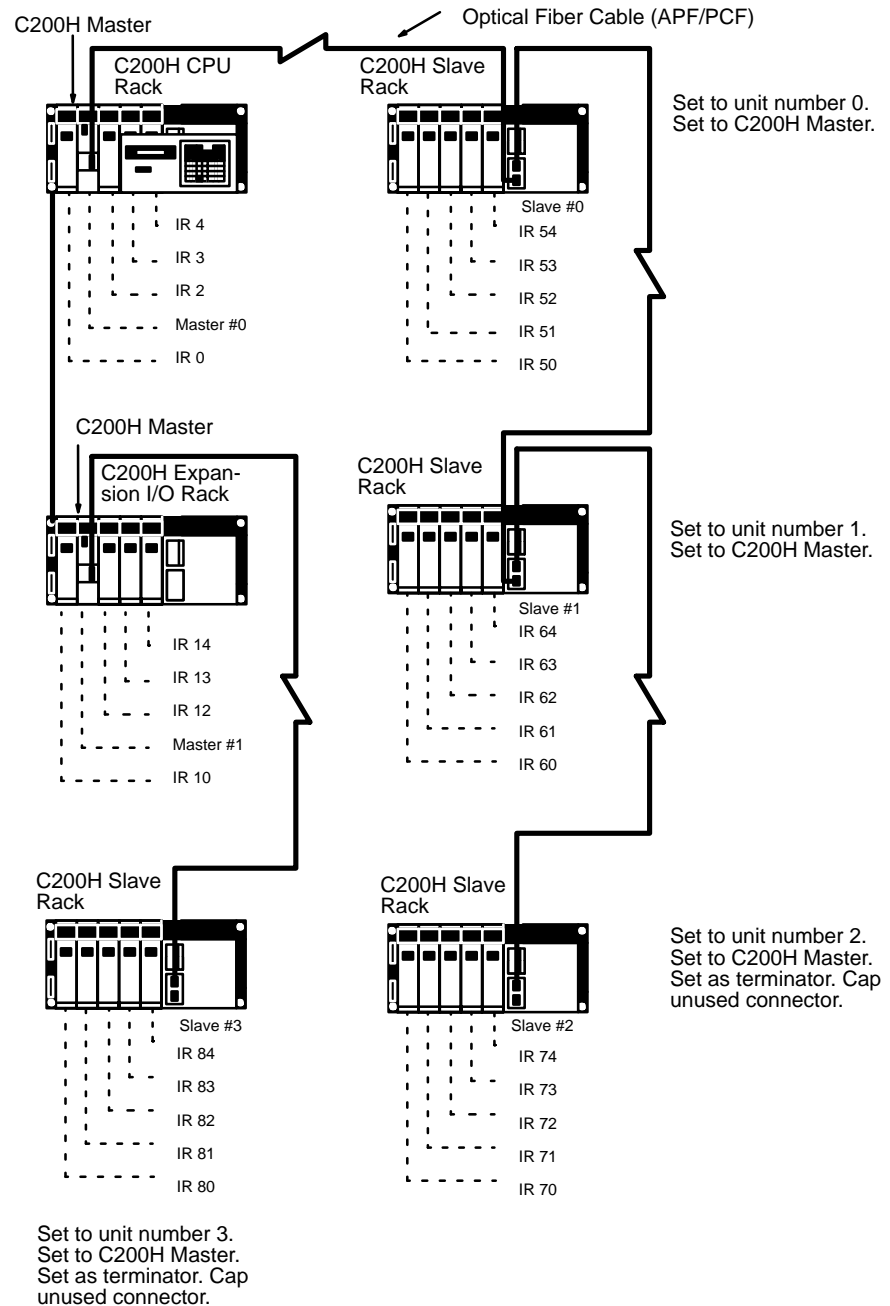 C200H Master
Optical Fiber Cable (APF/PCF)
C200H CPU
Rack
C200H Slave
Rack
Set to unit number 0.
Set to C200H Master.
IR 4
IR 3
IR 2
Master #0
IR 0
Slave #0
IR 54
IR 53
IR 52
IR 51
IR 50
C200H Master
C200H Expan-
sion I/O Rack
C200H Slave
Rack
Set to unit number 1.
Set to C200H Master.
IR 14
IR 13
IR 12
Master #1
IR 10
Slave #1
IR 64
IR 63
IR 62
IR 61
IR 60
C200H Slave
Rack
C200H Slave
Rack
Set to unit number 2.
Set to C200H Master.
Set as terminator. Cap
unused connector.
Slave #3
IR 84
IR 83
IR 82
IR 81
IR 80
Slave #2
IR 74
IR 73
IR 72
IR 71
IR 70
Set to unit number 3.
Set to C200H Master.
Set as terminator. Cap
unused connector.